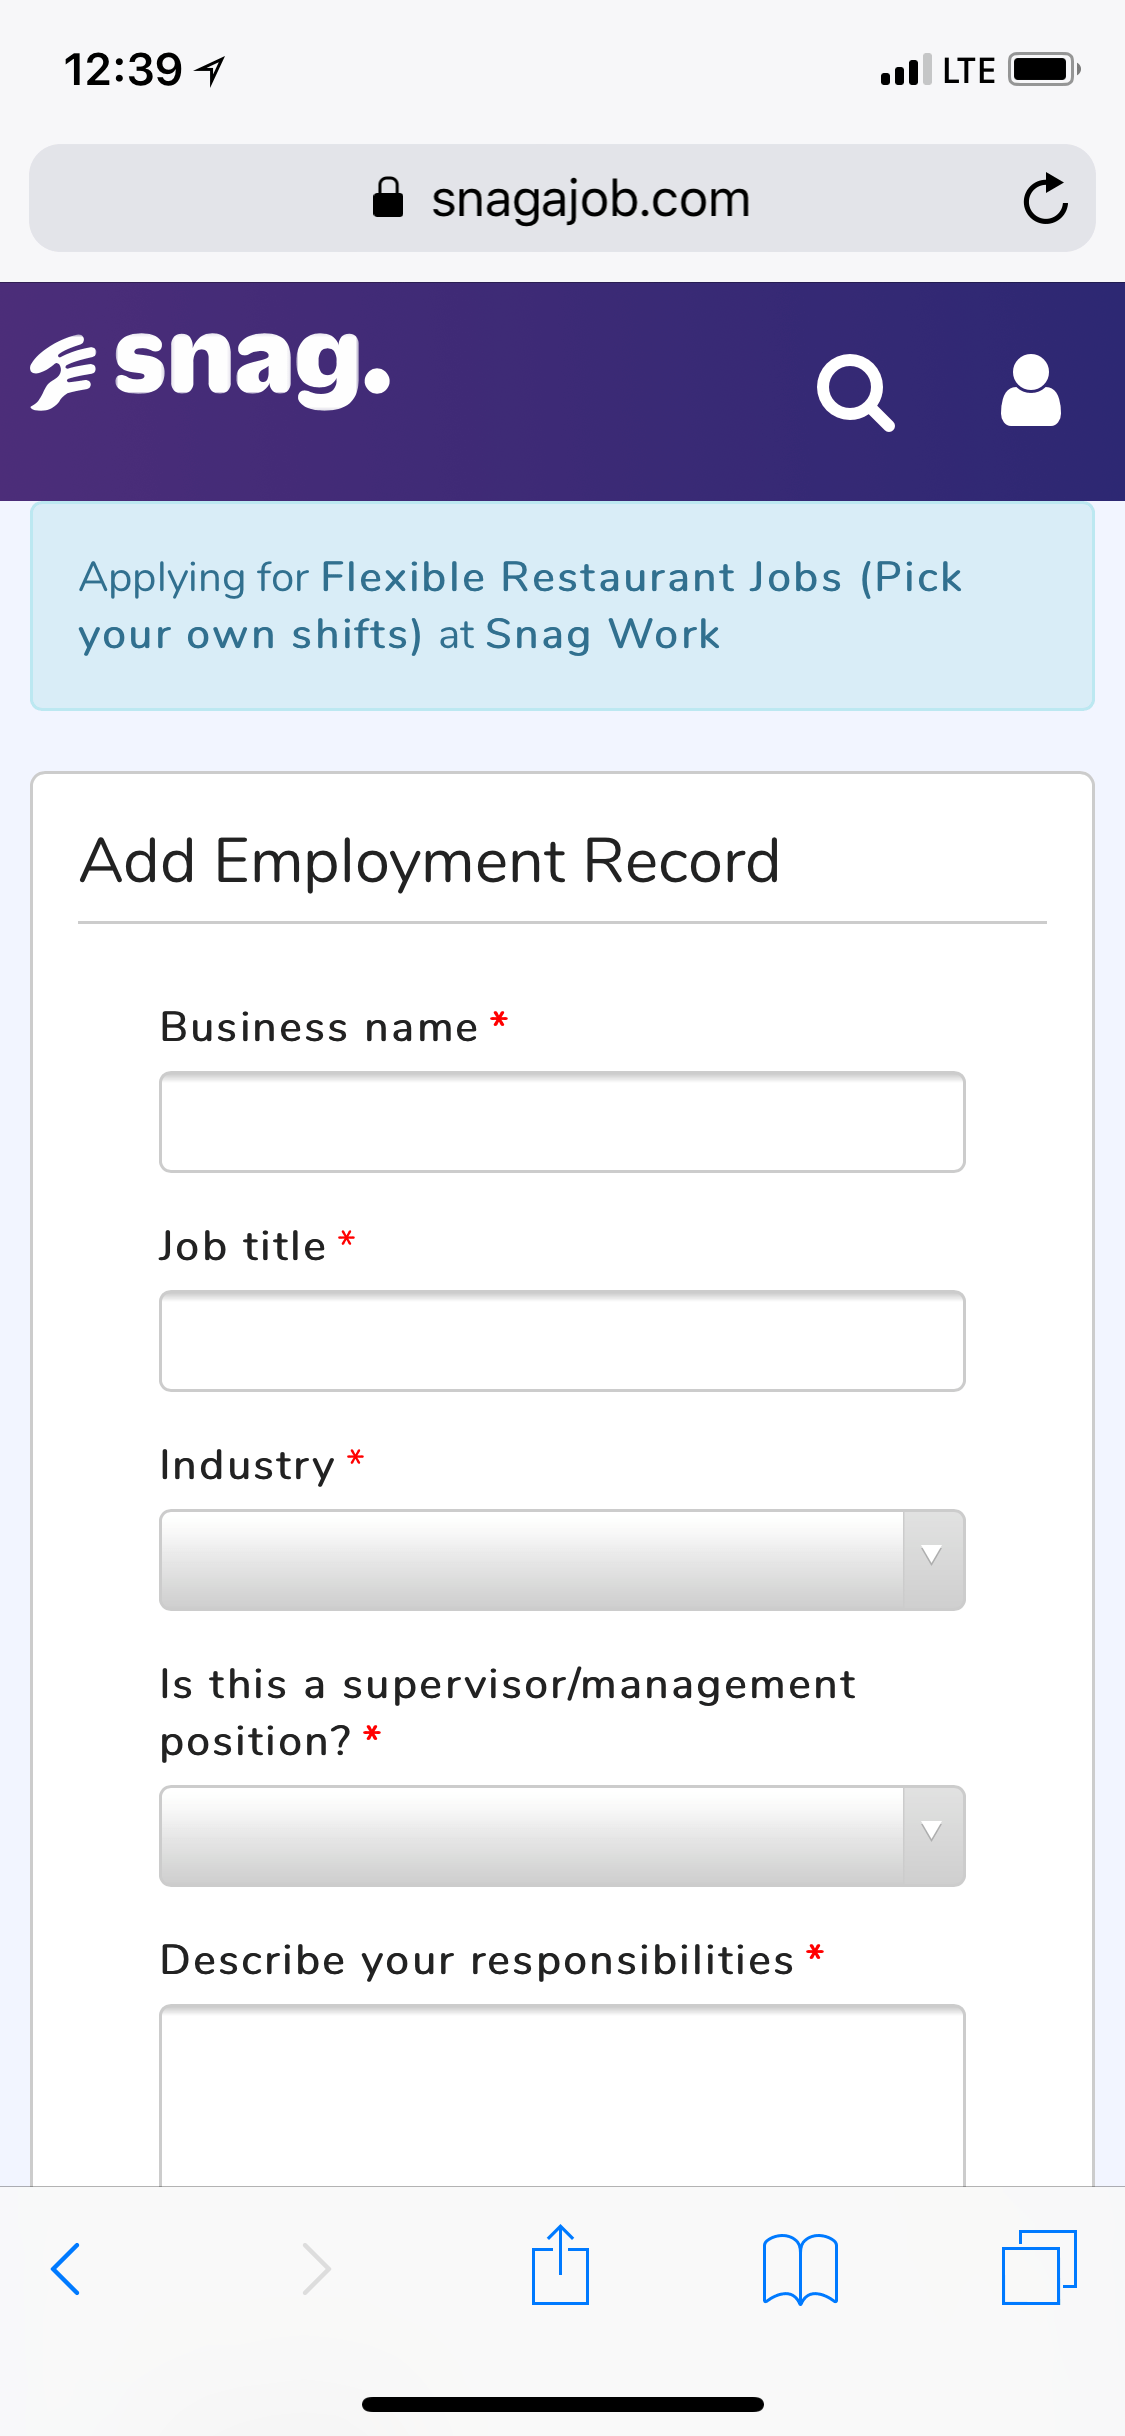 12:39
LTE
snagajob.com
snag.
Applying for Flexible Restaurant Jobs (Pick
your own shifts) at Snag Work
Add Employment Record
Business name *
Job title *
Industry *
Is this a supervisor/management
position? *
Describe your responsibilities *